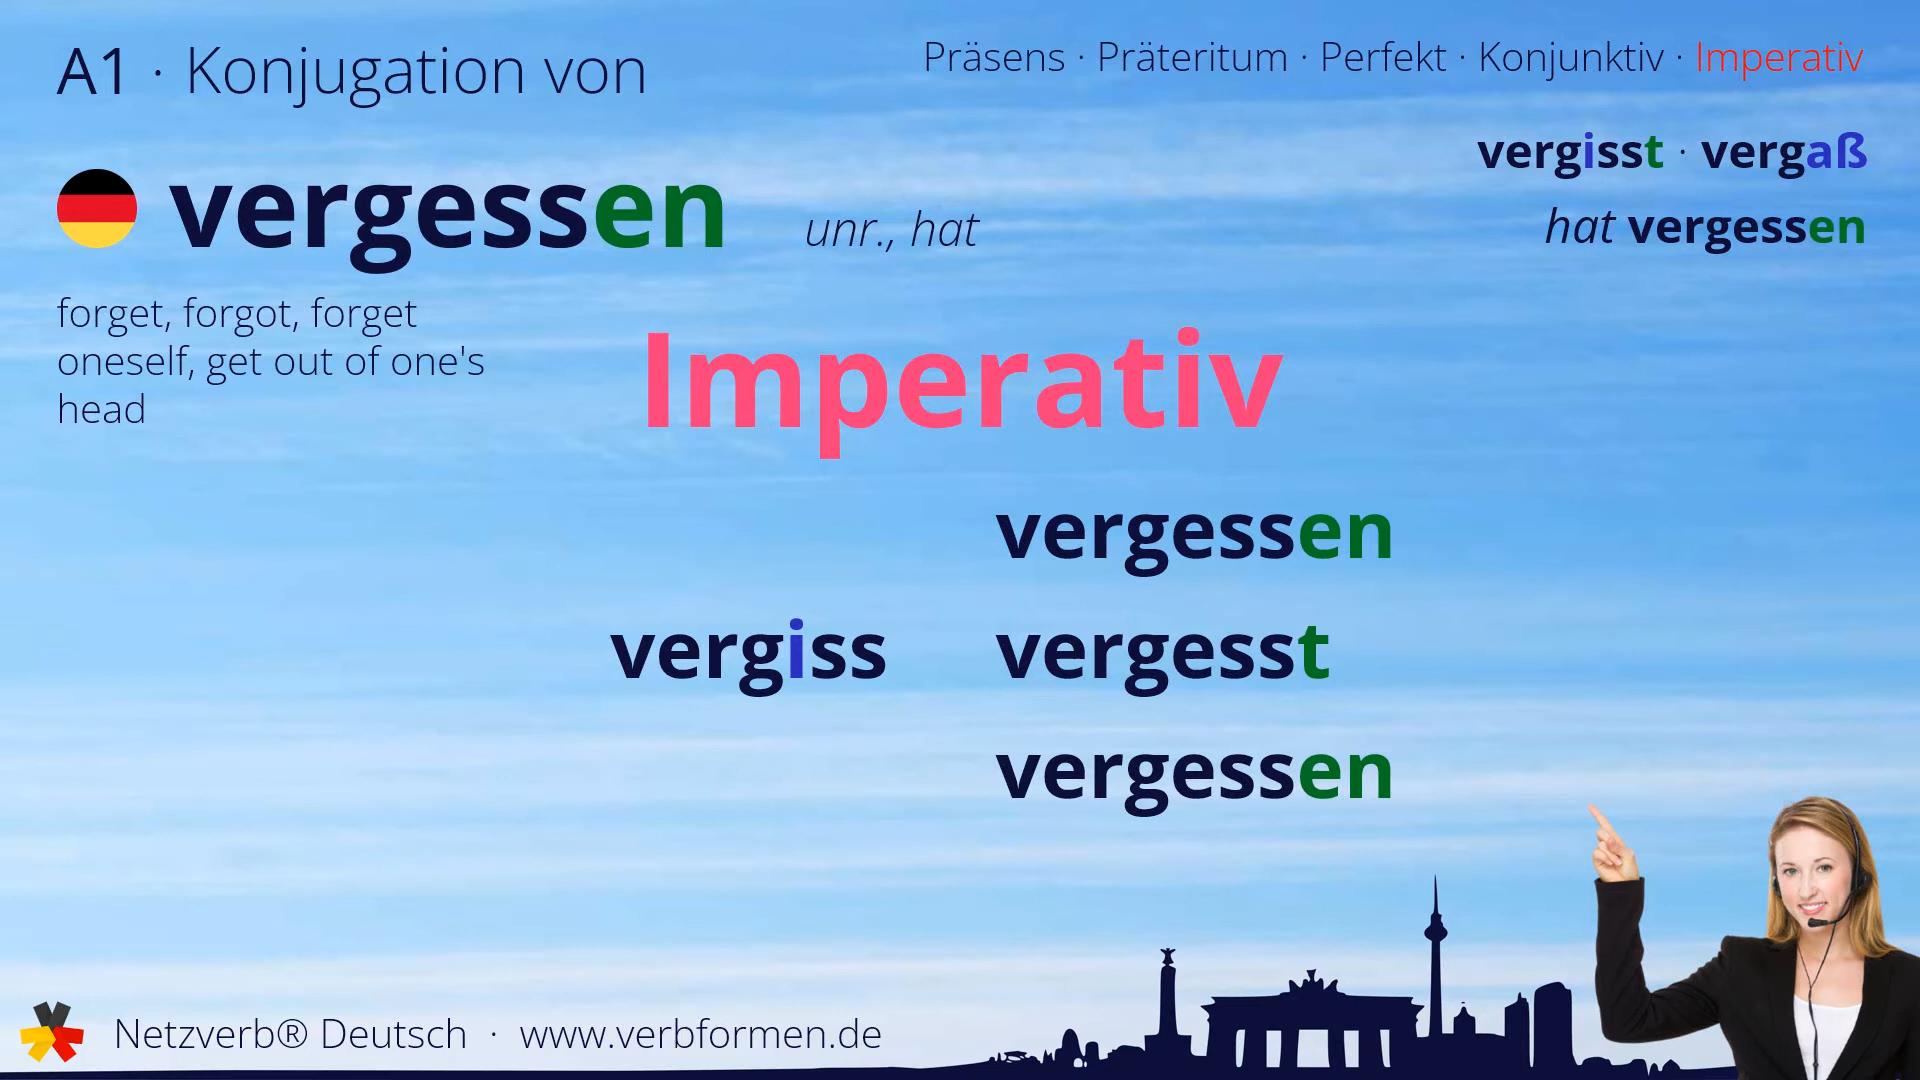 A1 · Konjugation von
Präsens · Präteritum · Perfekt · Konjunktiv · Imperativ
vergessen unr., hat
vergisst · vergaß
hat vergessen
forget, forgot, forget
oneself, get out of one's
head
Imperativ
vergessen
vergiss vergesst
vergessen
Netzverb® Deutsch · www.verbformen.de